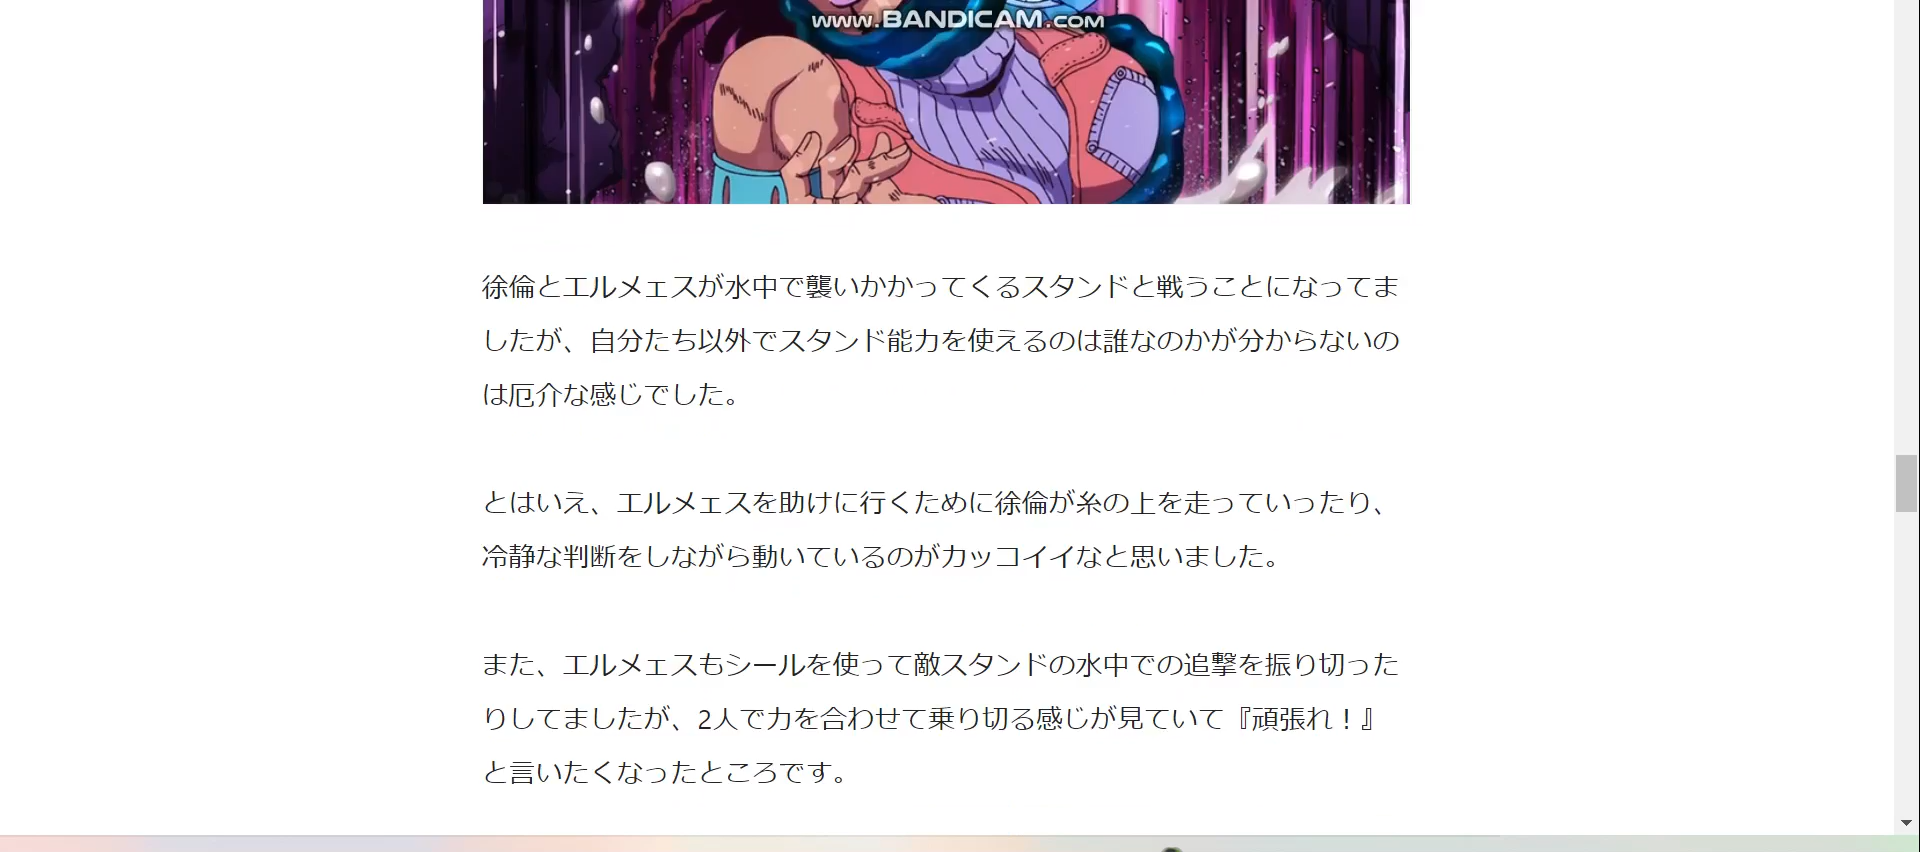 www.BANDICAM.com
徐倫とエルメェスが水中で襲いかかってくるスタンドと戦うことになってま
したが、自分たち以外でスタンド能力を使えるのは誰なのかが分からないの
は厄介な感じでした。
とはいえ、エルメェスを助けに行くために徐倫が糸の上を走っていったり、
冷静な判断をしながら動いているのがカッコイイなと思いました。
また、エルメェスもシールを使って敵スタンドの水中での追撃を振り切った
りしてましたが、2人で力を合わせて乗り切る感じが見ていて『頑張れ！』
と言いたくなったところです。